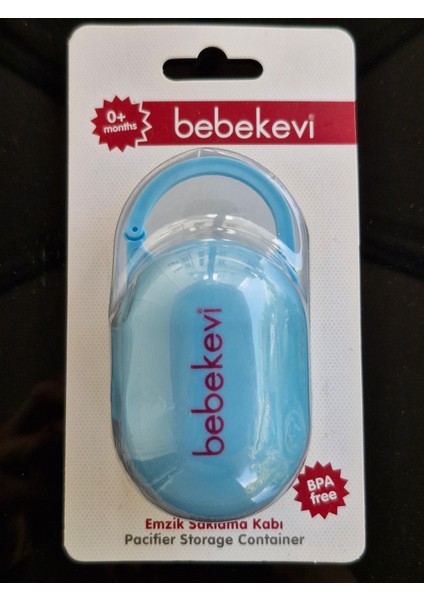 0+
months
bebekevi
bebekevi
BPA
free
Emzik Saklama Kabı
Pacifier Storage Container